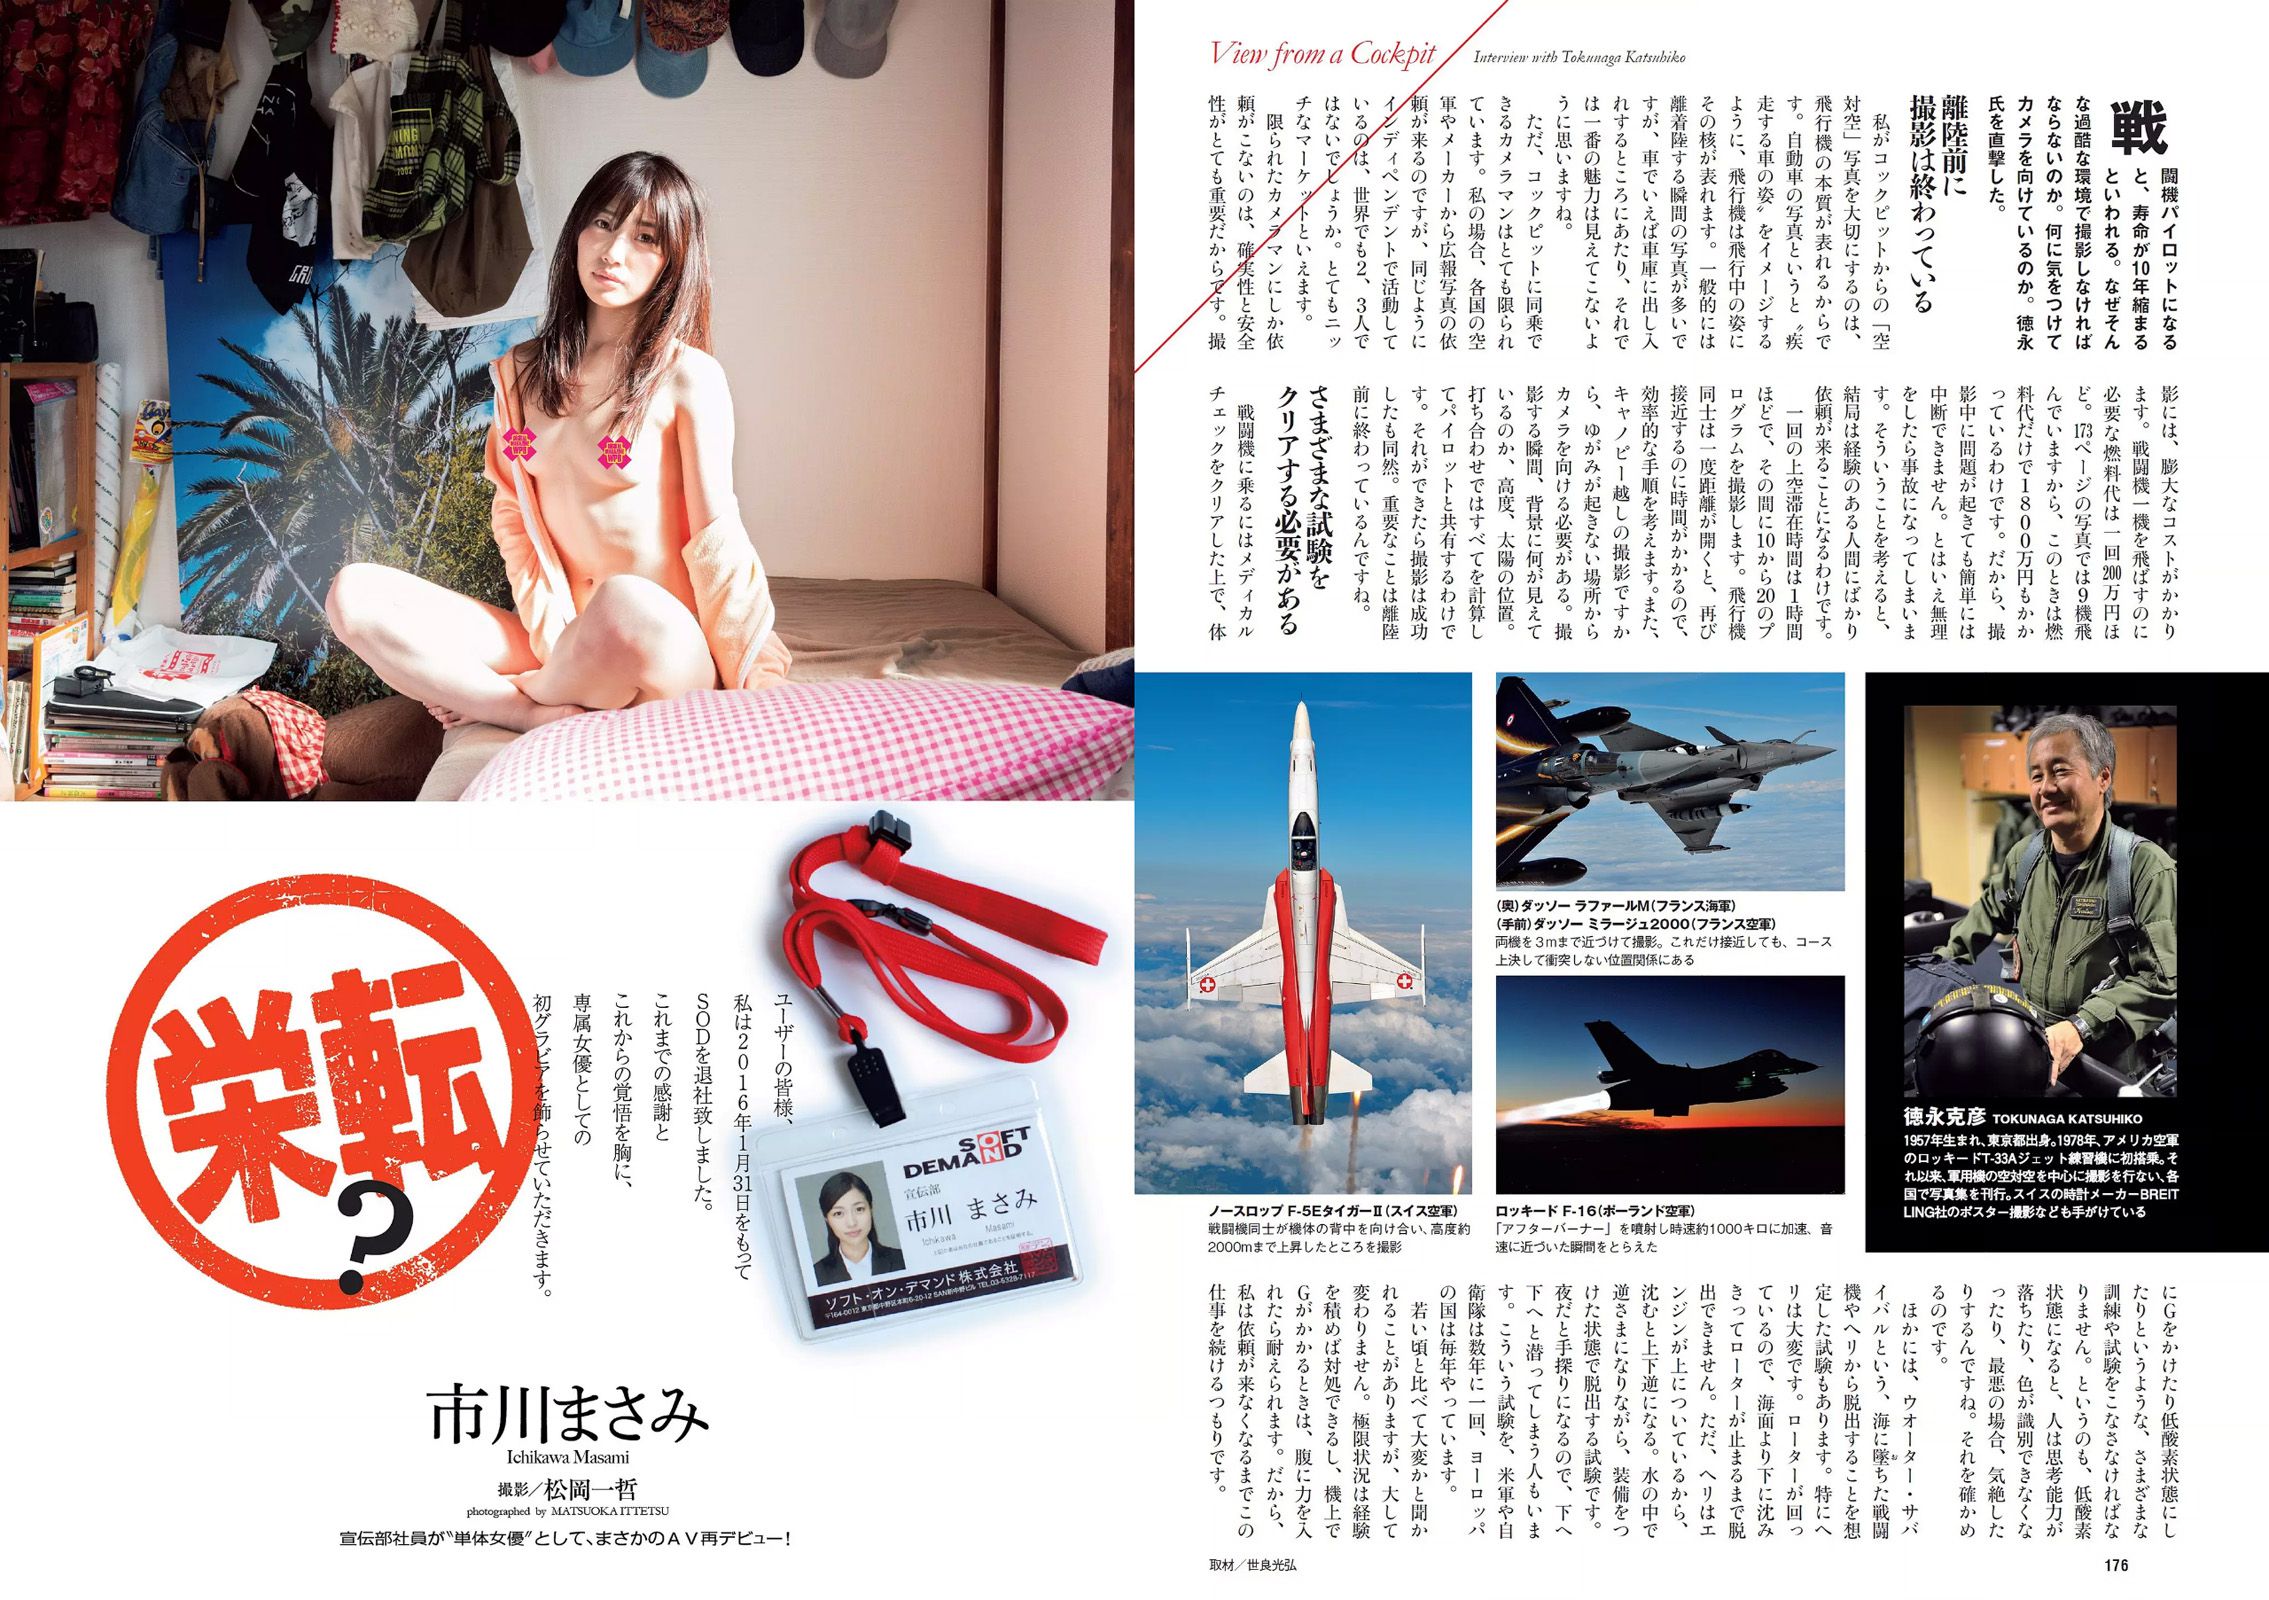 View from a Cockpit
Interview with Tokunaga Katsuhiko
戦闘機パイロットになる
と、寿命が10年縮まる
といわれる。なぜそん
な過酷な環境で撮影しなければ
ならないのか。何に気をつけて
カメラを向けているのか。徳永
氏を直撃した。
離陸前に
撮影は終わっている
私がコックピットからの「空
対空」写真を大切にするのは、
飛行機の本質が表れるからで
す。自動車の写真というと〝疾
走する車の姿〟をイメージする
ように、飛行機は飛行中の姿に
その核が表れます。一般的には
離着陸する瞬間の写真が多いで
すが、車でいえば車庫に出し入
れするところにあたり、それで
は一番の魅力は見えてこないよ
うに思いますね。
ただ、コックピットに同乗で
きるカメラマンはとても限られ
ています。私の場合、各国の空
軍やメーカーから広報写真の依
頼が来るのですが、同じように
インディペンデントで活動して
いるのは、世界でも2、3人で
はないでしょうか。とてもニッ
チなマーケットといえます。
限られたカメラマンにしか依
頼がこないのは、確実性と安全
性がとても重要だからです。撮
影には、膨大なコストがかかり
ます。戦闘機一機を飛ばすのに
必要な燃料代は一回200万円ほ
ど。173ページの写真では9機飛
んでいますから、このときは燃
料代だけで1800万円もかか
っているわけです。だから、撮
影中に問題が起きても簡単には
中断できません。とはいえ無理
をしたら事故になってしまいま
す。そういうことを考えると、
結局は経験のある人間にばかり
依頼が来ることになるわけです。
一回の上空滞在時間は1時間
ほどで、その間に10から20のプ
ログラムを撮影します。飛行機
同士は一度距離が開くと、再び
接近するのに時間がかかるので、
効率的な手順を考えます。また、
キャノピー越しの撮影ですか
ら、ゆがみが起きない場所から
カメラを向ける必要がある。撮
影する瞬間、背景に何が見えて
いるのか、高度、太陽の位置。
打ち合わせではすべてを計算し
てパイロットと共有するわけで
す。それができたら撮影は成功
したも同然。重要なことは離陸
前に終わっているんですね。
さまざまな試験を
クリアする必要がある
戦闘機に乗るにはメディカル
チェックをクリアした上で、体
にGをかけたり低酸素状態にし
たりというような、さまざまな
訓練や試験をこなさなければな
りません。というのも、低酸素
状態になると、人は思考能力が
落ちたり、色が識別できなくな
ったり、最悪の場合、気絶した
りするんですね。それを確かめ
るのです。
ほかには、ウオーター・サバ
イバルという、海に墜ちた戦闘
機やヘリから脱出することを想
定した試験もあります。特にヘ
リは大変です。ローターが回っ
ているので、海面より下に沈み
きってローターが止まるまで脱
出できません。ただ、ヘリはエ
ンジンが上についているから、
沈むと上下逆になる。水の中で
逆さまになりながら、装備をつ
けた状態で脱出する試験です。
夜だと手探りになるので、下へ
下へと潜ってしまう人もいま
す。こういう試験を、米軍や自
衛隊は数年に一回、ヨーロッパ
の国は毎年やっています。
若い頃と比べて大変かと聞か
れることがありますが、大して
変わりません。極限状況は経験
を積めば対処できるし、機上で
Gがかかるときは、腹に力を入
れたら耐えられます。だから、
私は依頼が来なくなるまでこの
仕事を続けるつもりです。
ノースロップ F-5EタイガーII(スイス空軍)
戦闘機同士が機体の背中を向け合い、高度約
2000mまで上昇したところを撮影
(奥)ダッソー ラファールM(フランス海軍)
(手前)ダッソー ミラージュ2000(フランス空軍)
両機を3mまで近づけて撮影。これだけ接近しても、コース
上決して衝突しない位置関係にある
ロッキード F-16(ポーランド空軍)
「アフターバーナー」を噴射し時速約1000キロに加速、音
速に近づいた瞬間をとらえた
徳永克彦 TOKUNAGA KATSUHIKO
1957年生まれ、東京都出身。1978年、アメリカ空軍
のロッキードT-33Aジェット練習機に初搭乗。そ
れ以来、軍用機の空対空を中心に撮影を行ない、各
国で写真集を刊行。スイスの時計メーカーBREIT
LING社のポスター撮影なども手がけている
取材/世良光弘
176
WPB
WPB
栄転
?
ユーザーの皆様、
私は2016年1月31日をもって
SODを退社致しました。
これまでの感謝と
これからの覚悟を胸に、
専属女優としての
初グラビアを飾らせていただきます。
SOFT
ON
DEMAND
宣伝部
市川 まさみ
Ichikawa Masami
ソフト・オン・デマンド株式会社
〒164-0012 東京都中野区本町6-20-12 SAN新中野ビル TEL.03-5328-7117
市川まさみ
Ichikawa Masami
撮影/松岡一哲
photographed by MATSUOKA ITTETSU
宣伝部社員が〝単体女優〟として、まさかのAV再デビュー!